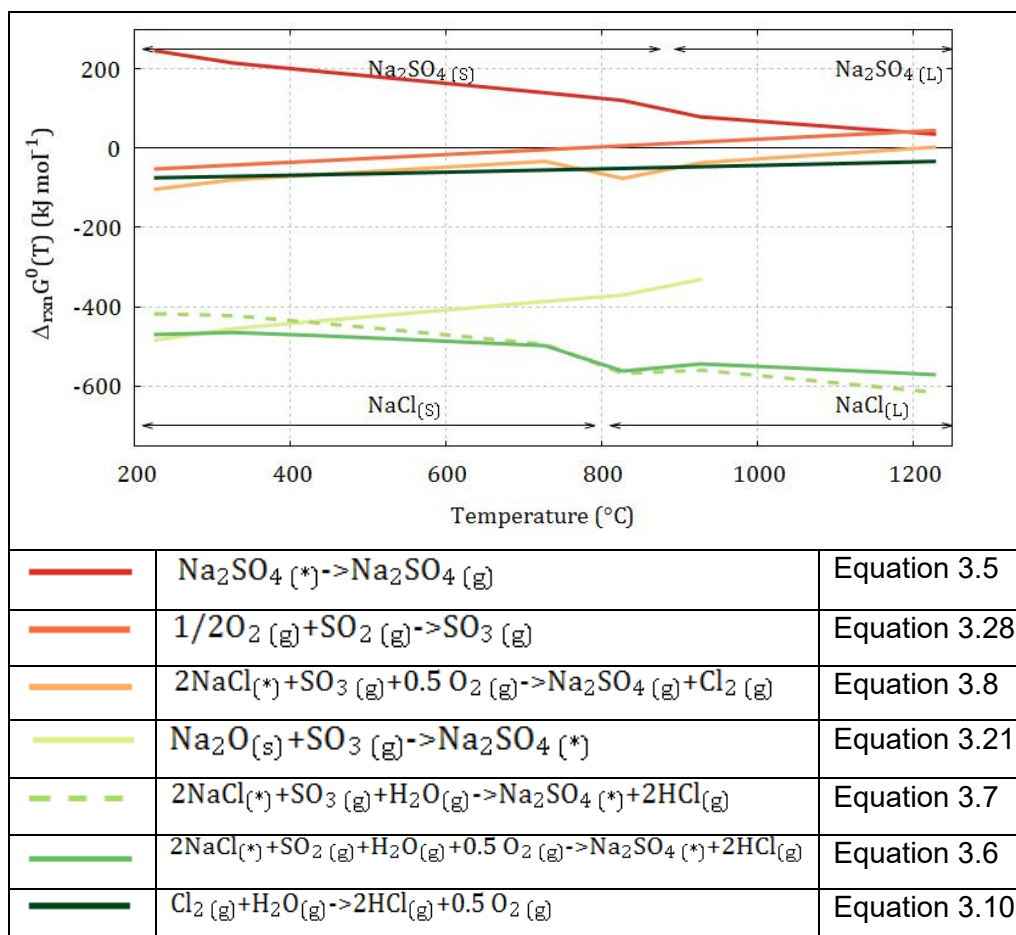 200
0
-200
-400
-600
Δ_rxnG⁰(T) (kJ mol⁻¹)
Na₂SO₄ (S)
Na₂SO₄ (L)
NaCl(S)
NaCl(L)
200 400 600 800 1000 1200
Temperature (°C)
Na₂SO₄ (*)->Na₂SO₄ (g) Equation 3.5
1/2O₂ (g)+SO₂ (g)->SO₃ (g) Equation 3.28
2NaCl(*)+SO₃ (g)+0.5 O₂ (g)->Na₂SO₄ (g)+Cl₂ (g) Equation 3.8
Na₂O(s)+SO₃ (g)->Na₂SO₄ (*) Equation 3.21
2NaCl(*)+SO₃ (g)+H₂O(g)->Na₂SO₄ (*)+2HCl(g) Equation 3.7
2NaCl(*)+SO₂ (g)+H₂O(g)+0.5 O₂ (g)->Na₂SO₄ (*)+2HCl(g) Equation 3.6
Cl₂ (g)+H₂O(g)->2HCl(g)+0.5 O₂ (g) Equation 3.10